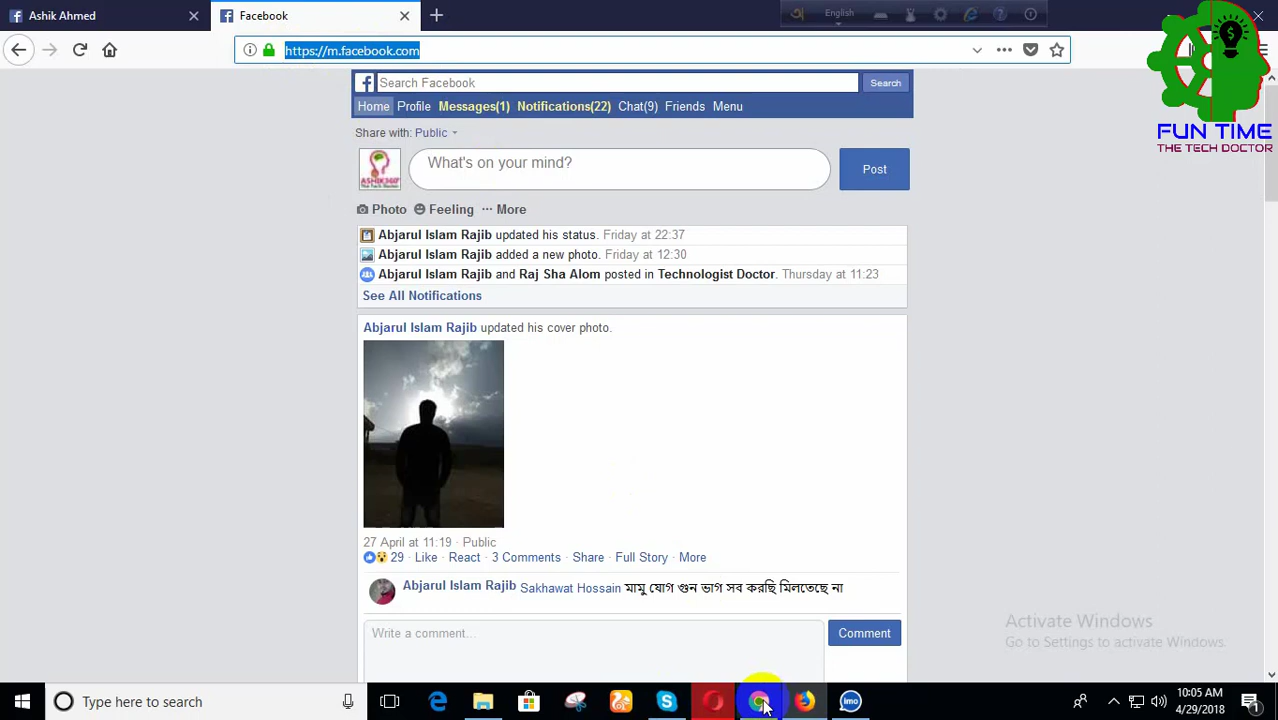 Ashik Ahmed
Facebook
English
https://m.facebook.com
Search Facebook
Search
Home Profile Messages(1) Notifications(22) Chat(9) Friends Menu
FUN TIME
THE TECH DOCTOR
Share with: Public
What's on your mind?
Post
Photo Feeling ··· More
Abjarul Islam Rajib updated his status. Friday at 22:37
Abjarul Islam Rajib added a new photo. Friday at 12:30
Abjarul Islam Rajib and Raj Sha Alom posted in Technologist Doctor. Thursday at 11:23
See All Notifications
Abjarul Islam Rajib updated his cover photo.
27 April at 11:19 · Public
29 · Like · React · 3 Comments · Share · Full Story · More
Abjarul Islam Rajib Sakhawat Hossain মামু যোগ গুন ভাগ সব করছি মিলতেছে না
Write a comment...
Comment
Activate Windows
Go to Settings to activate Windows.
Type here to search
imo
10:05 AM
4/29/2018
1